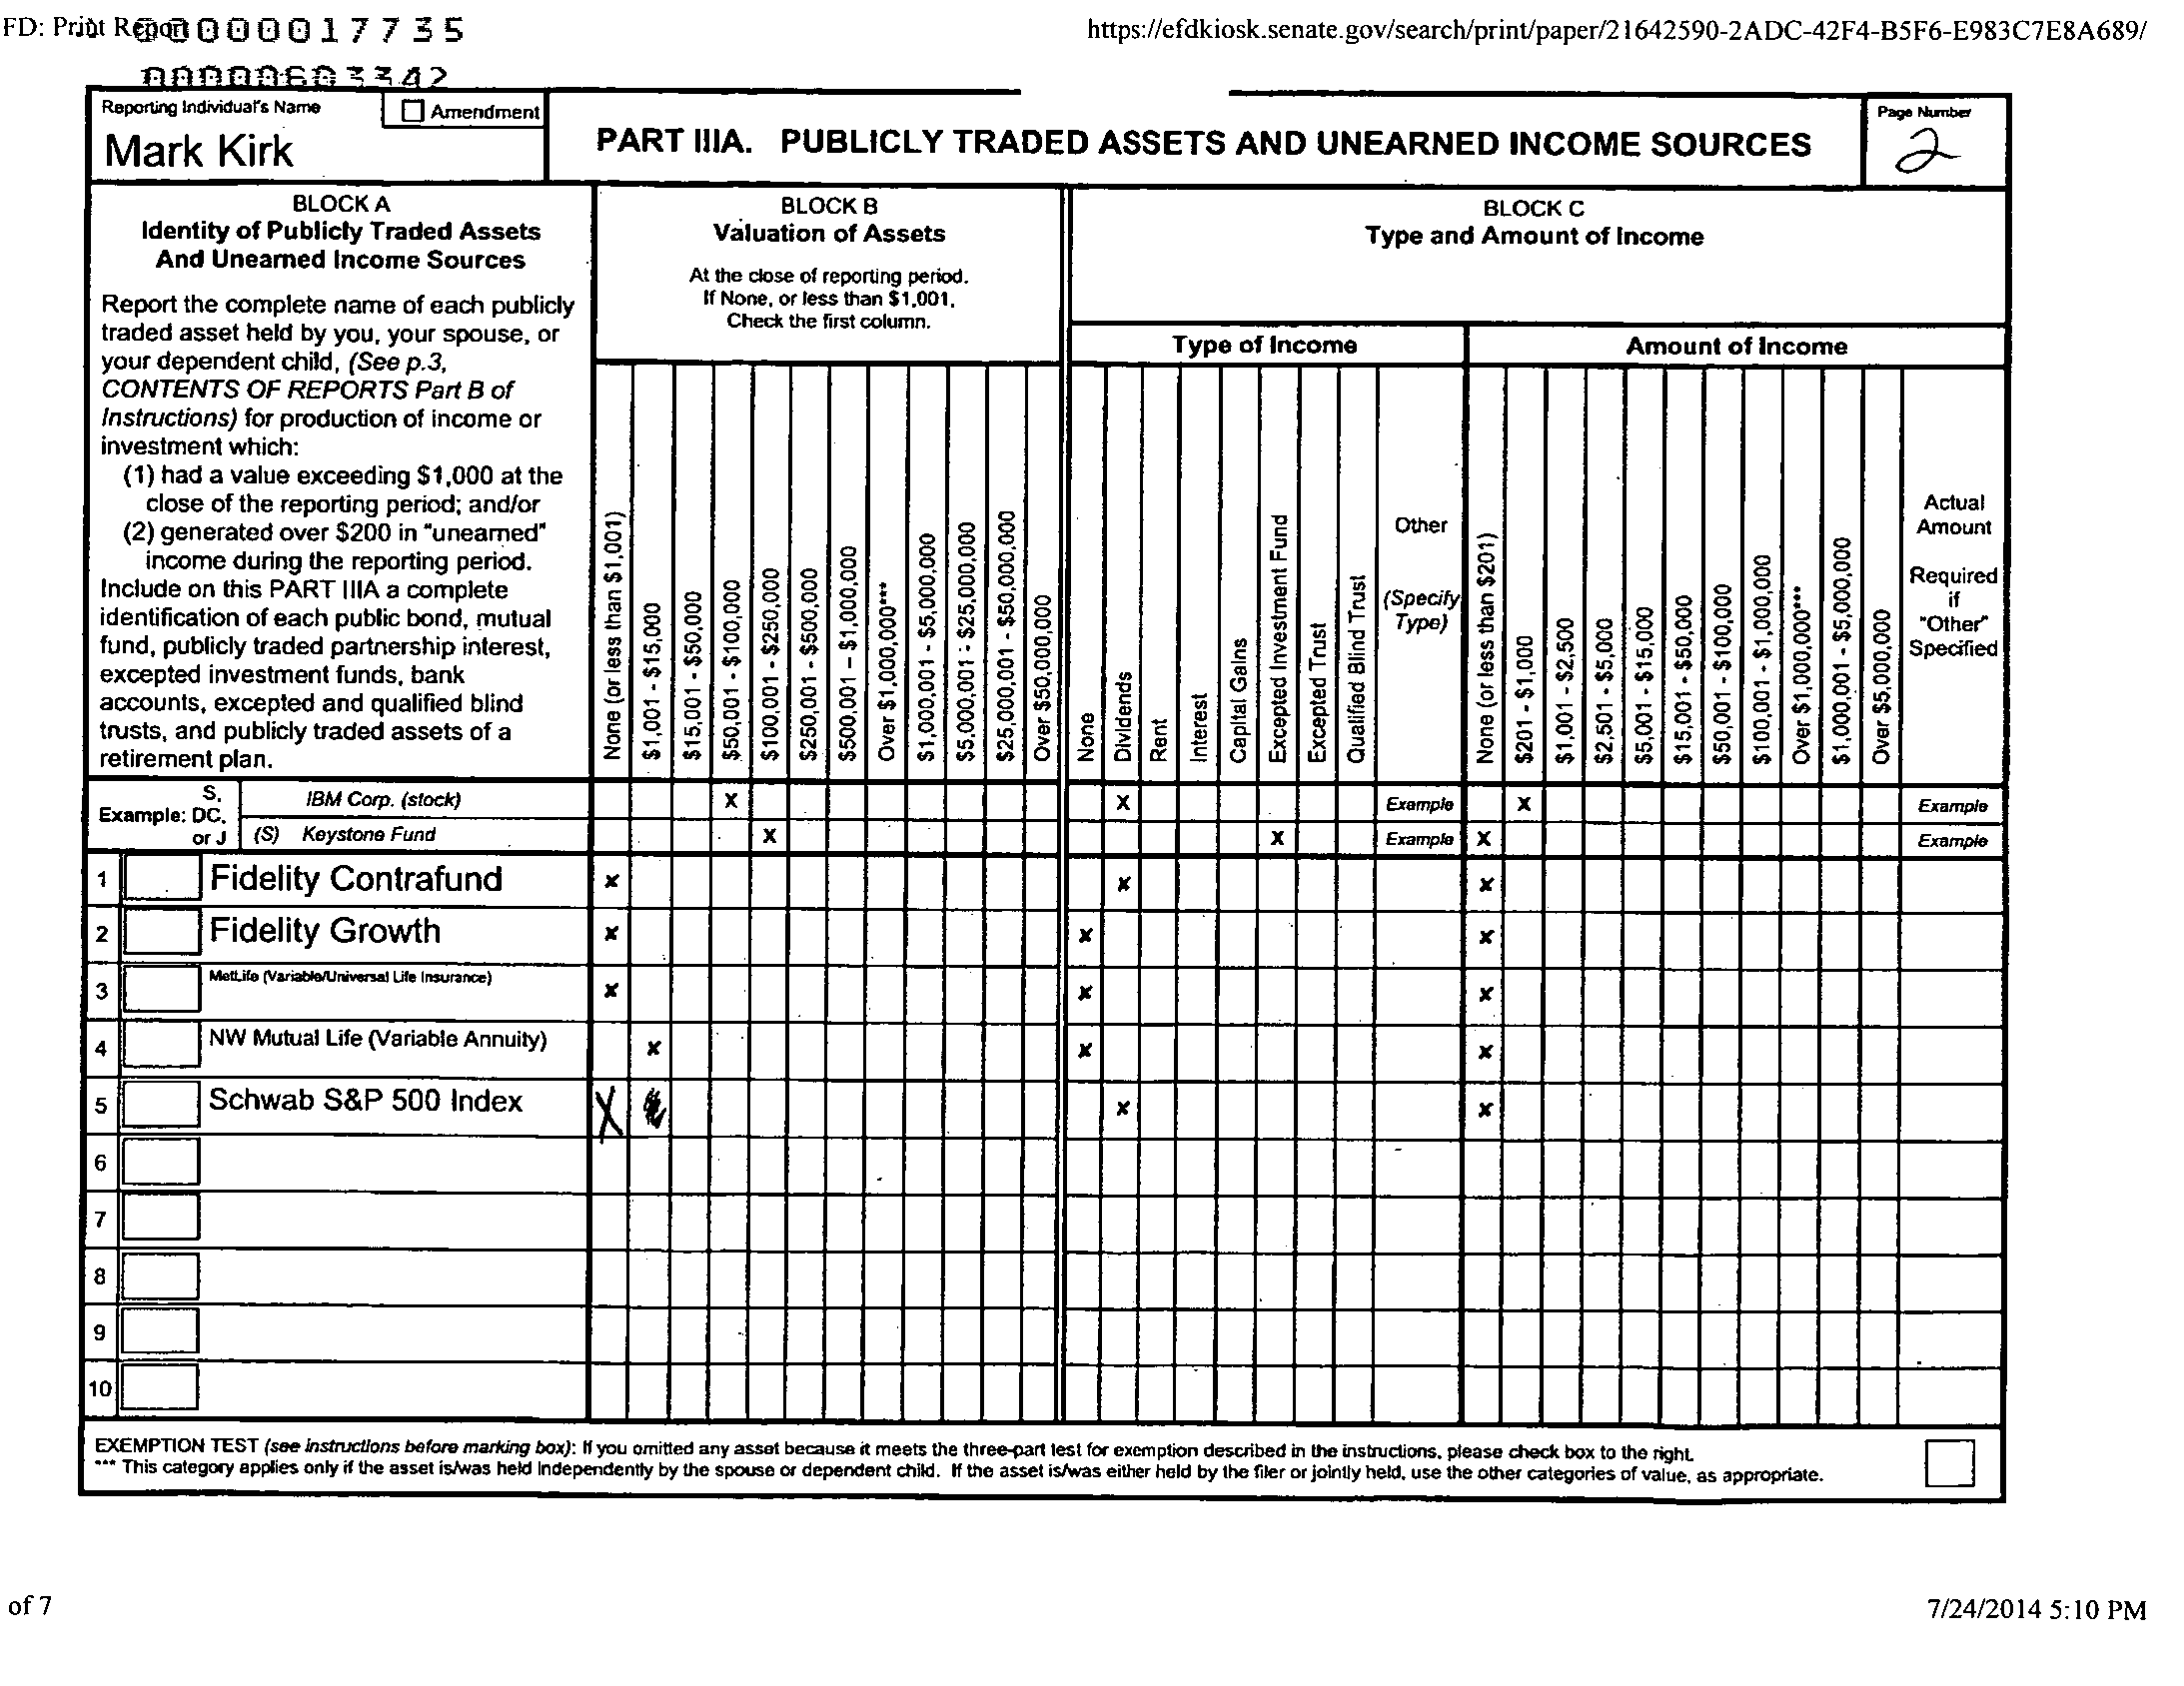 FD: Print Report 00000017735
https://efdkiosk.senate.gov/search/print/paper/21642590-2ADC-42F4-B5F6-E983C7E8A689/
00000603342
Reporting Individual's Name
Amendment
Mark Kirk
PART IIIA. PUBLICLY TRADED ASSETS AND UNEARNED INCOME SOURCES
Page Number
2
BLOCK A
Identity of Publicly Traded Assets
And Unearned Income Sources
Report the complete name of each publicly
traded asset held by you, your spouse, or
your dependent child, (See p.3,
CONTENTS OF REPORTS Part B of
Instructions) for production of income or
investment which:
(1) had a value exceeding $1,000 at the
close of the reporting period; and/or
(2) generated over $200 in "unearned"
income during the reporting period.
Include on this PART IIIA a complete
identification of each public bond, mutual
fund, publicly traded partnership interest,
excepted investment funds, bank
accounts, excepted and qualified blind
trusts, and publicly traded assets of a
retirement plan.
BLOCK B
Valuation of Assets
At the close of reporting period.
If None, or less than $1,001,
Check the first column.
None (or less than $1,001)
$1,001 - $15,000
$15,001 - $50,000
$50,001 - $100,000
$100,001 - $250,000
$250,001 - $500,000
$500,001 – $1,000,000
Over $1,000,000***
$1,000,001 - $5,000,000
$5,000,001 - $25,000,000
$25,000,001 - $50,000,000
Over $50,000,000
BLOCK C
Type and Amount of Income
Type of Income
None
Dividends
Rent
Interest
Capital Gains
Excepted Investment Fund
Excepted Trust
Qualified Blind Trust
Other
(Specify
Type)
Amount of Income
None (or less than $201)
$201 - $1,000
$1,001 - $2,500
$2,501 - $5,000
$5,001 - $15,000
$15,001 - $50,000
$50,001 - $100,000
$100,001 - $1,000,000
Over $1,000,000***
$1,000,001 - $5,000,000
Over $5,000,000
Actual
Amount
Required
if
"Other"
Specified
Example: S, DC, or J
IBM Corp. (stock) X X Example X Example
(S) Keystone Fund X X Example X Example
1 Fidelity Contrafund x x x
2 Fidelity Growth x x x
3 MetLife (Variable/Universal Life Insurance) x x x
4 NW Mutual Life (Variable Annuity) x x x
5 Schwab S&P 500 Index X x x
6
7
8
9
10
EXEMPTION TEST (see instructions before marking box): If you omitted any asset because it meets the three-part test for exemption described in the instructions, please check box to the right.
*** This category applies only if the asset is/was held independently by the spouse or dependent child. If the asset is/was either held by the filer or jointly held, use the other categories of value, as appropriate.
of 7
7/24/2014 5:10 PM